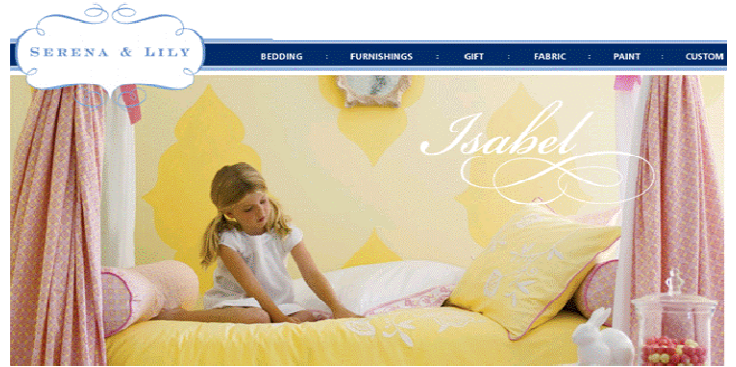 SERENA & LILY
BEDDING : FURNISHINGS : GIFT : FABRIC : PAINT : CUSTOM
Isabel